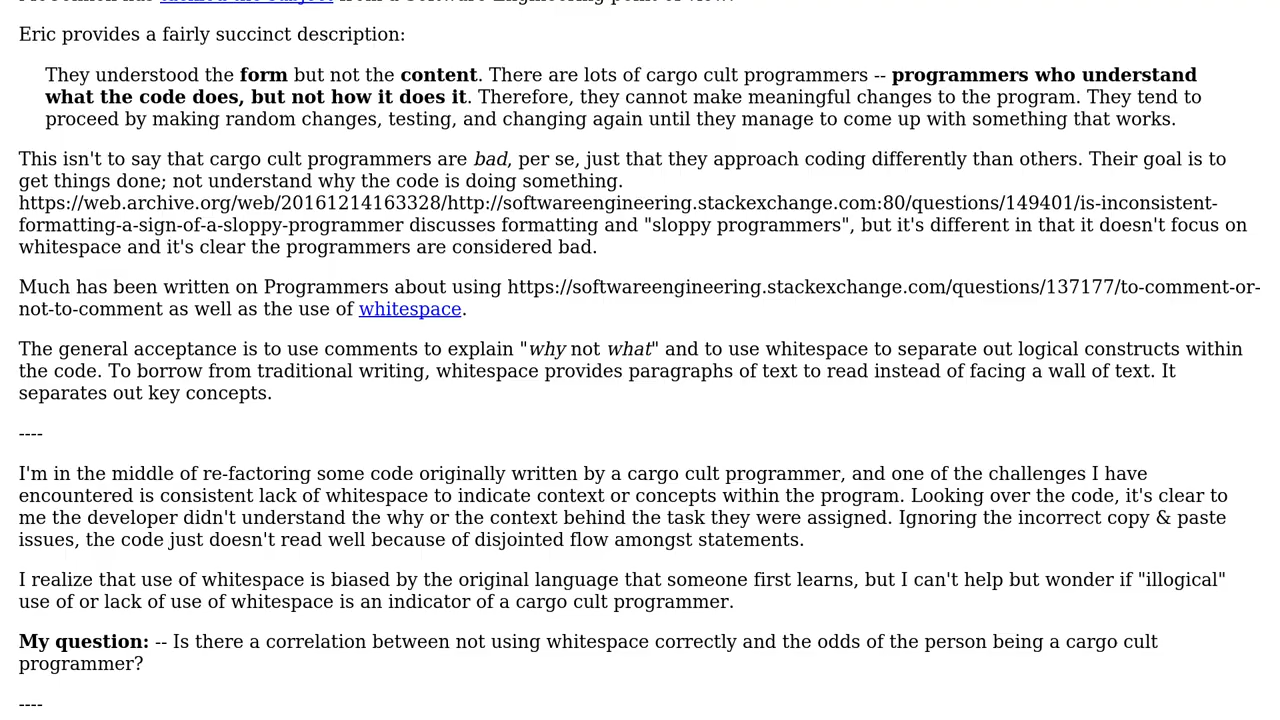 Eric provides a fairly succinct description:
They understood the form but not the content. There are lots of cargo cult programmers -- programmers who understand
what the code does, but not how it does it. Therefore, they cannot make meaningful changes to the program. They tend to
proceed by making random changes, testing, and changing again until they manage to come up with something that works.
This isn't to say that cargo cult programmers are bad, per se, just that they approach coding differently than others. Their goal is to
get things done; not understand why the code is doing something.
https://web.archive.org/web/20161214163328/http://softwareengineering.stackexchange.com:80/questions/149401/is-inconsistent-
formatting-a-sign-of-a-sloppy-programmer discusses formatting and "sloppy programmers", but it's different in that it doesn't focus on
whitespace and it's clear the programmers are considered bad.
Much has been written on Programmers about using https://softwareengineering.stackexchange.com/questions/137177/to-comment-or-
not-to-comment as well as the use of whitespace.
The general acceptance is to use comments to explain "why not what" and to use whitespace to separate out logical constructs within
the code. To borrow from traditional writing, whitespace provides paragraphs of text to read instead of facing a wall of text. It
separates out key concepts.
----
I'm in the middle of re-factoring some code originally written by a cargo cult programmer, and one of the challenges I have
encountered is consistent lack of whitespace to indicate context or concepts within the program. Looking over the code, it's clear to
me the developer didn't understand the why or the context behind the task they were assigned. Ignoring the incorrect copy & paste
issues, the code just doesn't read well because of disjointed flow amongst statements.
I realize that use of whitespace is biased by the original language that someone first learns, but I can't help but wonder if "illogical"
use of or lack of use of whitespace is an indicator of a cargo cult programmer.
My question: -- Is there a correlation between not using whitespace correctly and the odds of the person being a cargo cult
programmer?
----